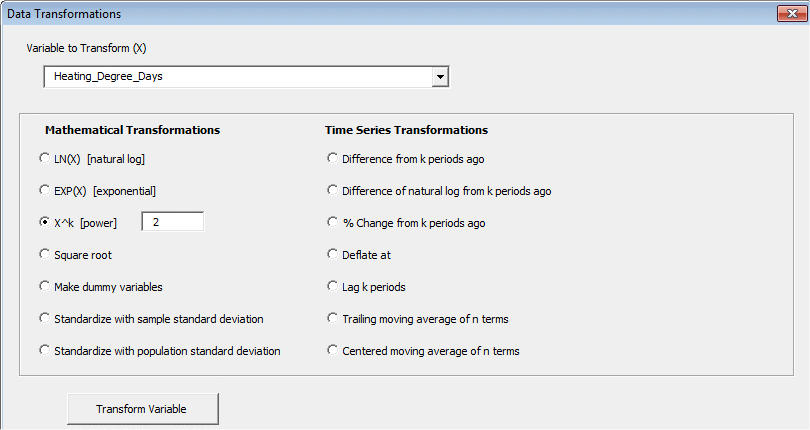 Data Transformations
Variable to Transform (X)
Heating_Degree_Days
Mathematical Transformations
LN(X) [natural log]
EXP(X) [exponential]
X^k [power] 2
Square root
Make dummy variables
Standardize with sample standard deviation
Standardize with population standard deviation
Time Series Transformations
Difference from k periods ago
Difference of natural log from k periods ago
% Change from k periods ago
Deflate at
Lag k periods
Trailing moving average of n terms
Centered moving average of n terms
Transform Variable